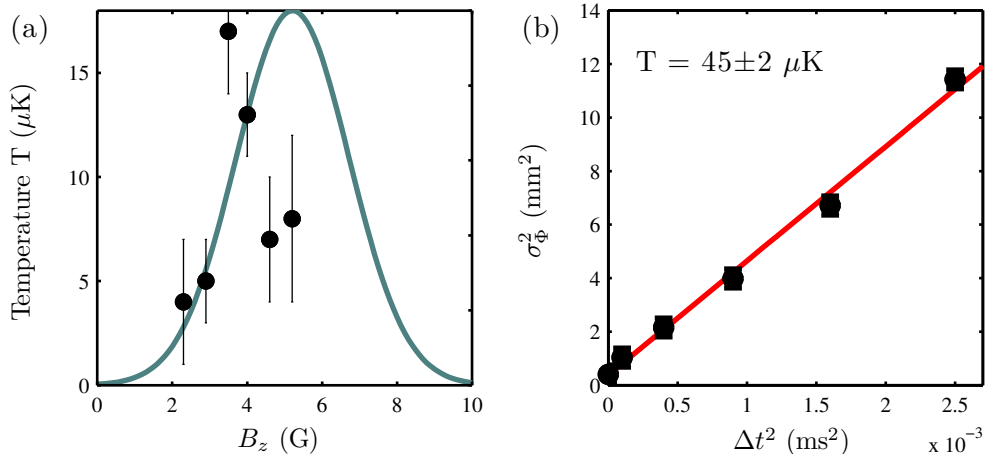 (a)
Temperature T (μK)
15
10
5
0
0 2 4 6 8 10
B_z (G)
(b)
T = 45±2 μK
σ_Φ^2 (mm^2)
14
12
10
8
6
4
2
0
0 0.5 1 1.5 2 2.5
Δt^2 (ms^2)
x 10^-3